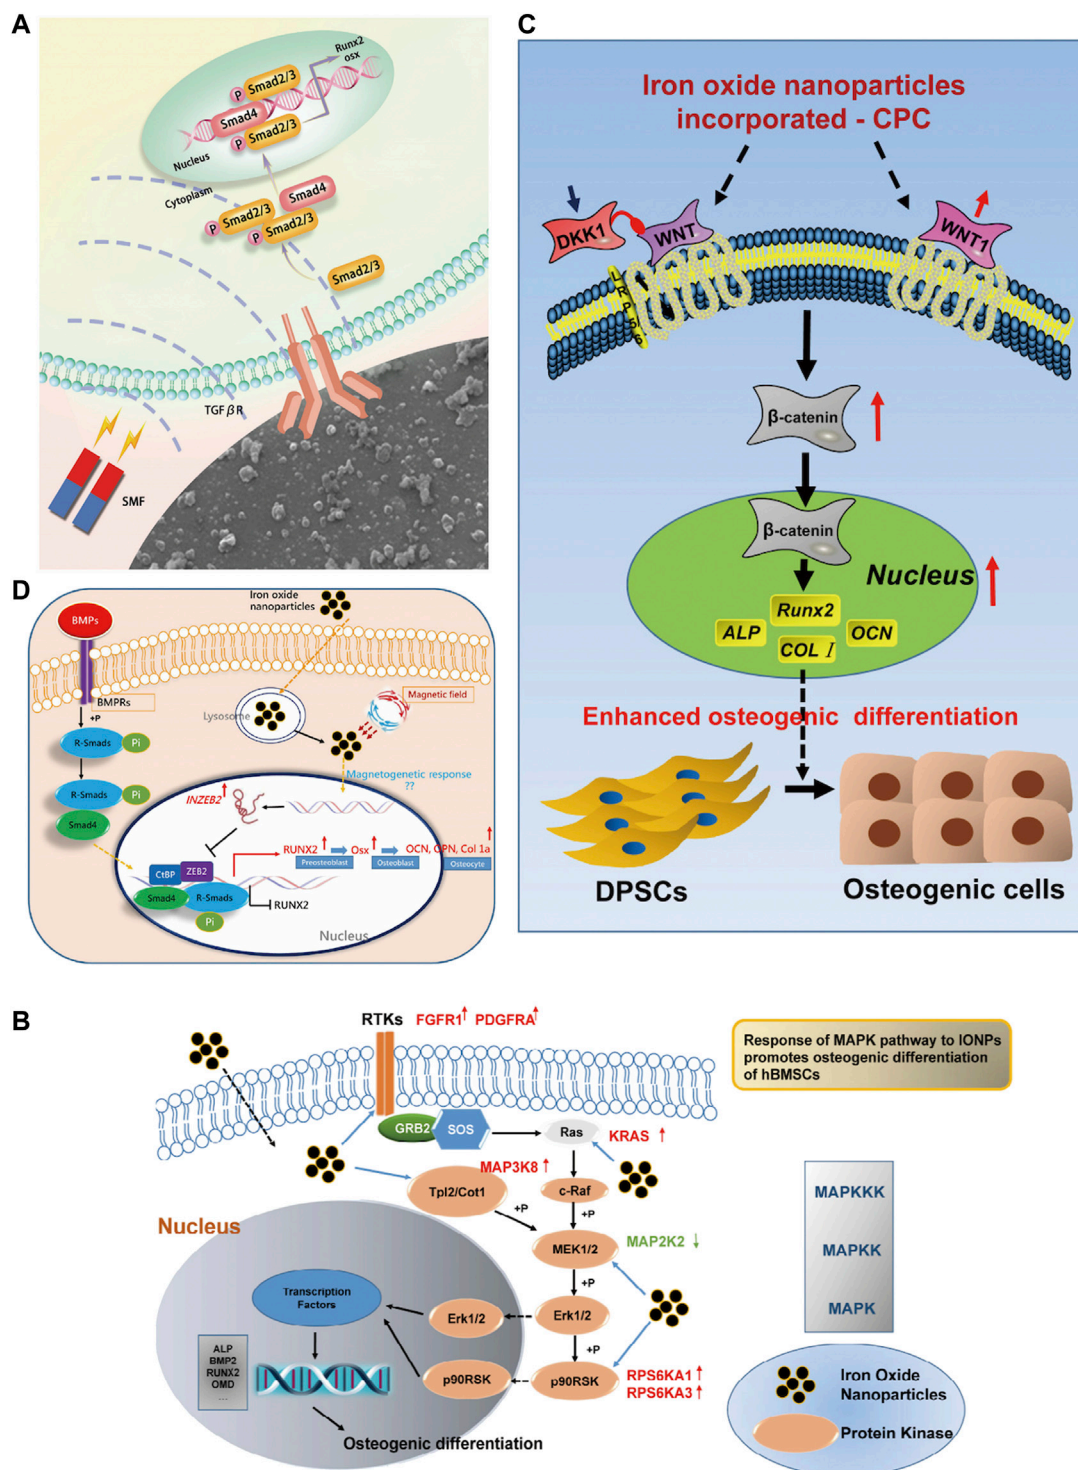 A
Runx2
osx
P
Smad2/3
Smad4
P
Smad2/3
Nucleus
Cytoplasm
Smad4
Smad2/3
P
Smad2/3
P
Smad2/3
TGF β R
SMF
C
Iron oxide nanoparticles
incorporated - CPC
DKK1
WNT
WNT1
LRP5/6
β-catenin
β-catenin
Nucleus
Runx2
ALP
OCN
COL I
Enhanced osteogenic differentiation
DPSCs
Osteogenic cells
D
Iron oxide
nanoparticles
BMPs
BMPRs
+P
Lysosome
Magnetic field
R-Smads
Pi
Magnetogenetic response
??
R-Smads
Pi
Smad4
INZEB2
RUNX2
Osx
OCN, OPN, Col 1a
Preosteoblast
Osteoblast
Osteocyte
CtBP
ZEB2
Smad4
R-Smads
RUNX2
Pi
Nucleus
B
RTKs
FGFR1
PDGFRA
Response of MAPK pathway to IONPs
promotes osteogenic differentiation
of hBMSCs
GRB2
SOS
Ras
KRAS
MAP3K8
Tpl2/Cot1
c-Raf
+P
+P
MAPKKK
Nucleus
MEK1/2
MAP2K2
MAPKK
+P
Transcription
Factors
Erk1/2
Erk1/2
MAPK
+P
ALP
BMP2
RUNX2
OMD
...
p90RSK
p90RSK
RPS6KA1
RPS6KA3
Iron Oxide
Nanoparticles
Protein Kinase
Osteogenic differentiation